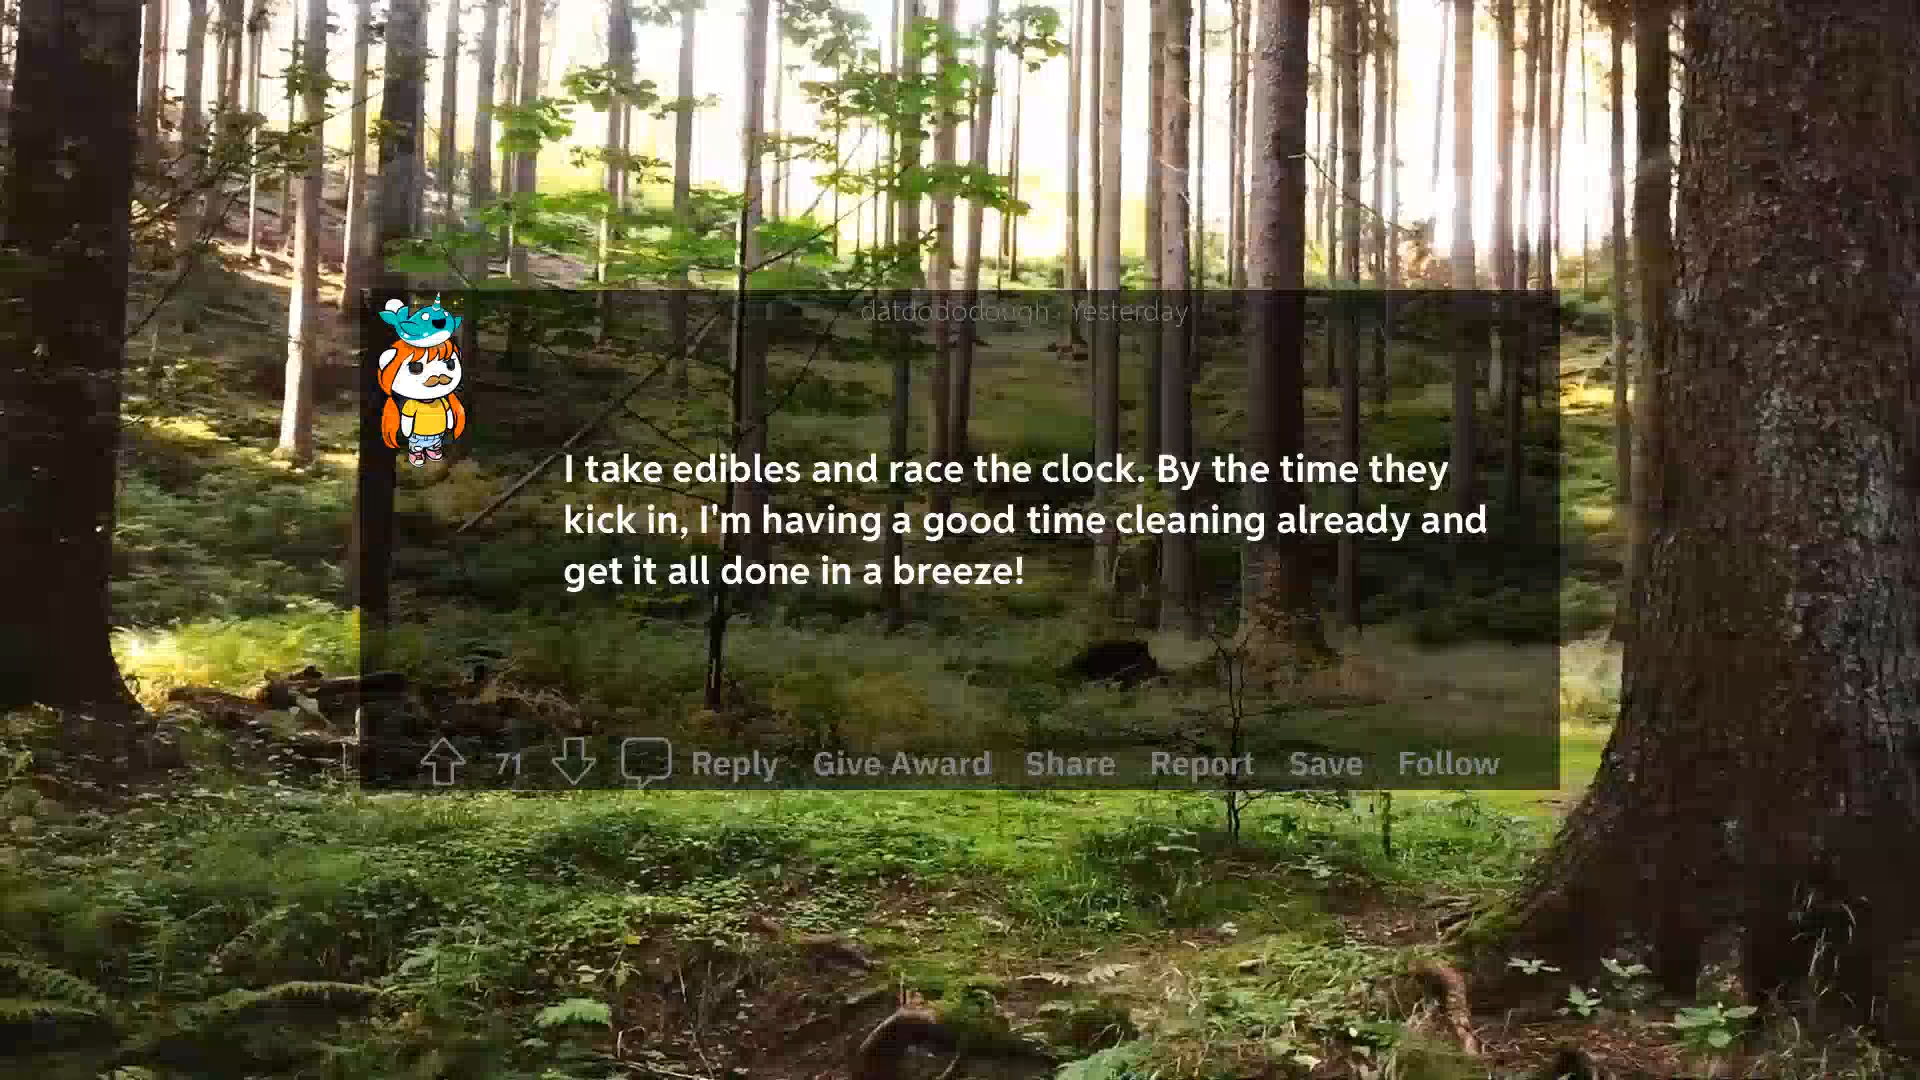 datdododough · Yesterday
I take edibles and race the clock. By the time they
kick in, I'm having a good time cleaning already and
get it all done in a breeze!
71 Reply Give Award Share Report Save Follow